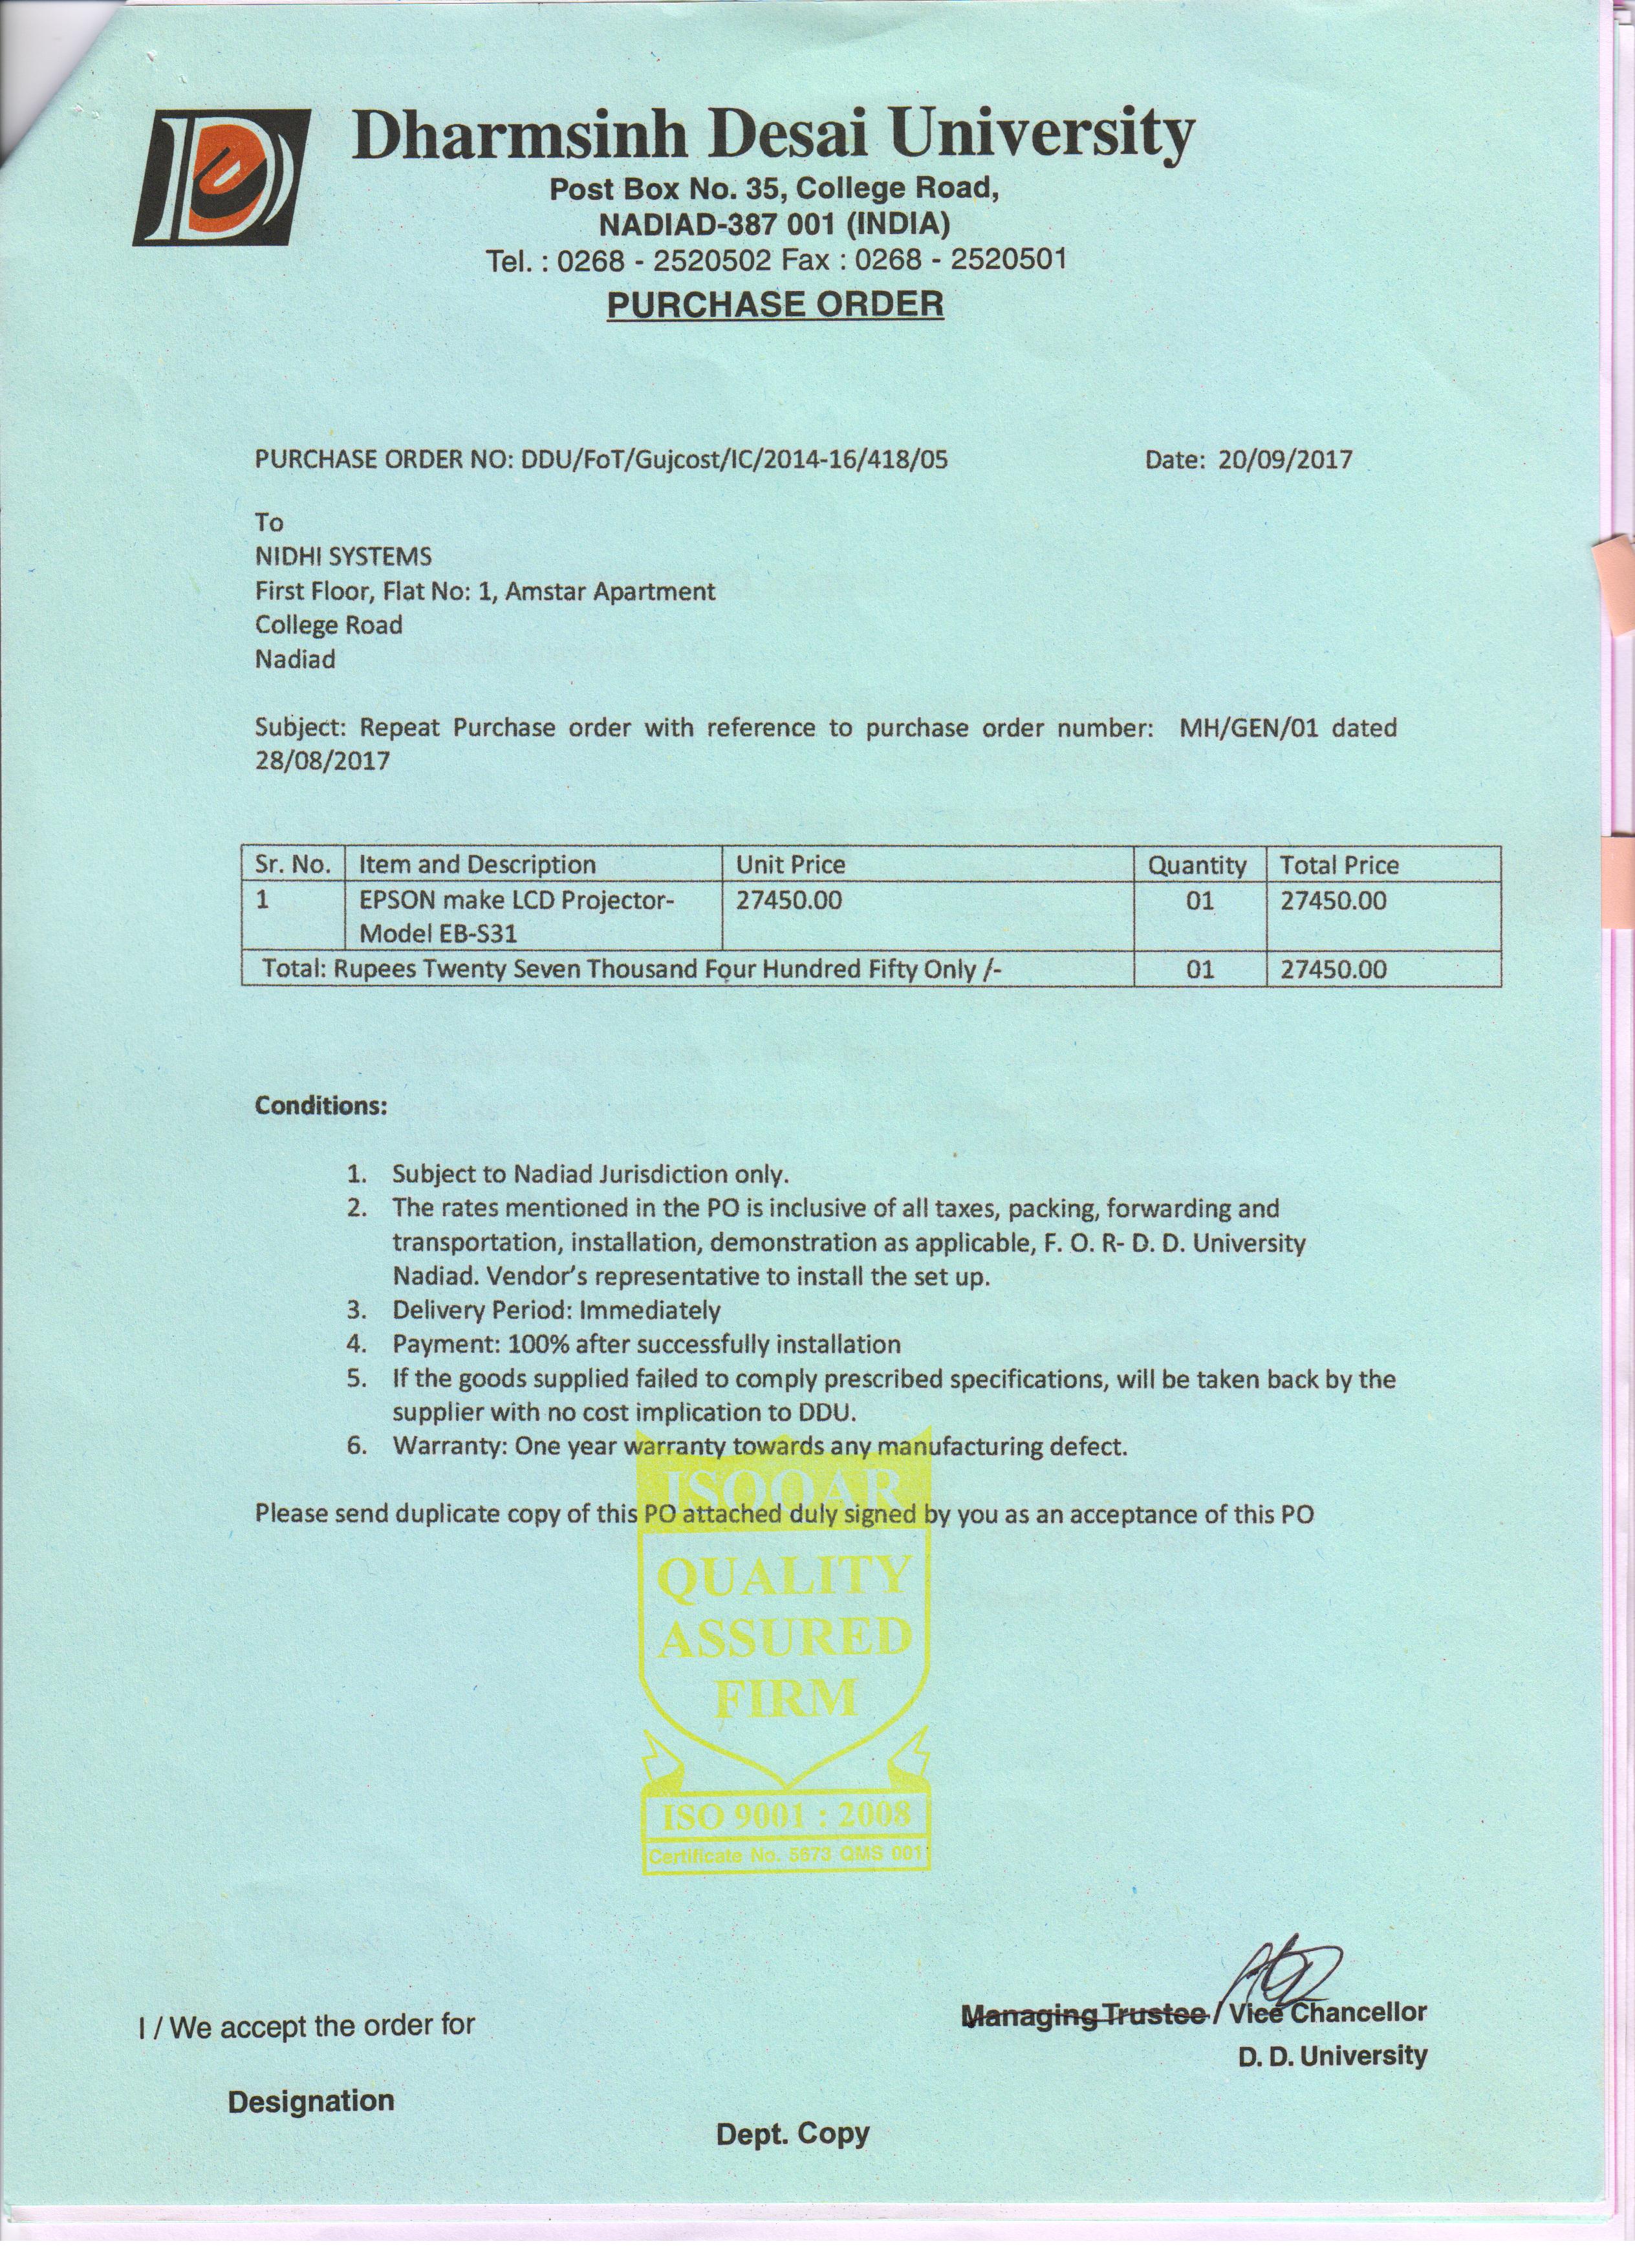 Dharmsinh Desai University
Post Box No. 35, College Road,
NADIAD-387 001 (INDIA)
Tel. : 0268 - 2520502 Fax : 0268 - 2520501
PURCHASE ORDER
PURCHASE ORDER NO: DDU/FoT/Gujcost/IC/2014-16/418/05 Date: 20/09/2017
To
NIDHI SYSTEMS
First Floor, Flat No: 1, Amstar Apartment
College Road
Nadiad
Subject: Repeat Purchase order with reference to purchase order number: MH/GEN/01 dated
28/08/2017
Sr. No. Item and Description Unit Price Quantity Total Price
1 EPSON make LCD Projector- 27450.00 01 27450.00
Model EB-S31
Total: Rupees Twenty Seven Thousand Four Hundred Fifty Only /- 01 27450.00
Conditions:
1. Subject to Nadiad Jurisdiction only.
2. The rates mentioned in the PO is inclusive of all taxes, packing, forwarding and
transportation, installation, demonstration as applicable, F. O. R- D. D. University
Nadiad. Vendor's representative to install the set up.
3. Delivery Period: Immediately
4. Payment: 100% after successfully installation
5. If the goods supplied failed to comply prescribed specifications, will be taken back by the
supplier with no cost implication to DDU.
6. Warranty: One year warranty towards any manufacturing defect.
ISOQAR
Please send duplicate copy of this PO attached duly signed by you as an acceptance of this PO
QUALITY
ASSURED
FIRM
ISO 9001 : 2008
Certificate No. 5673 QMS 001
Managing Trustee / Vice Chancellor
I / We accept the order for
D. D. University
Designation
Dept. Copy